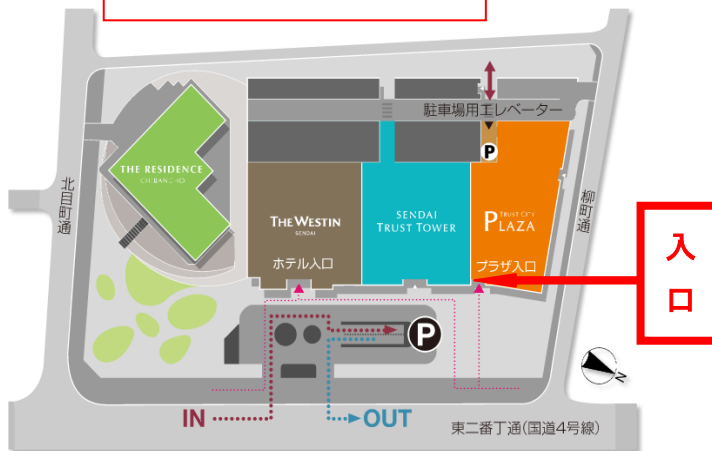 駐車場用エレベーター
P
THE RESIDENCE
北目町通
柳町通
THE WESTIN
SENDAI
SENDAI
TRUST TOWER
TRUST CITY
PLAZA
ホテル入口
プラザ入口
入
口
P
N
IN
OUT
東二番丁通(国道4号線)